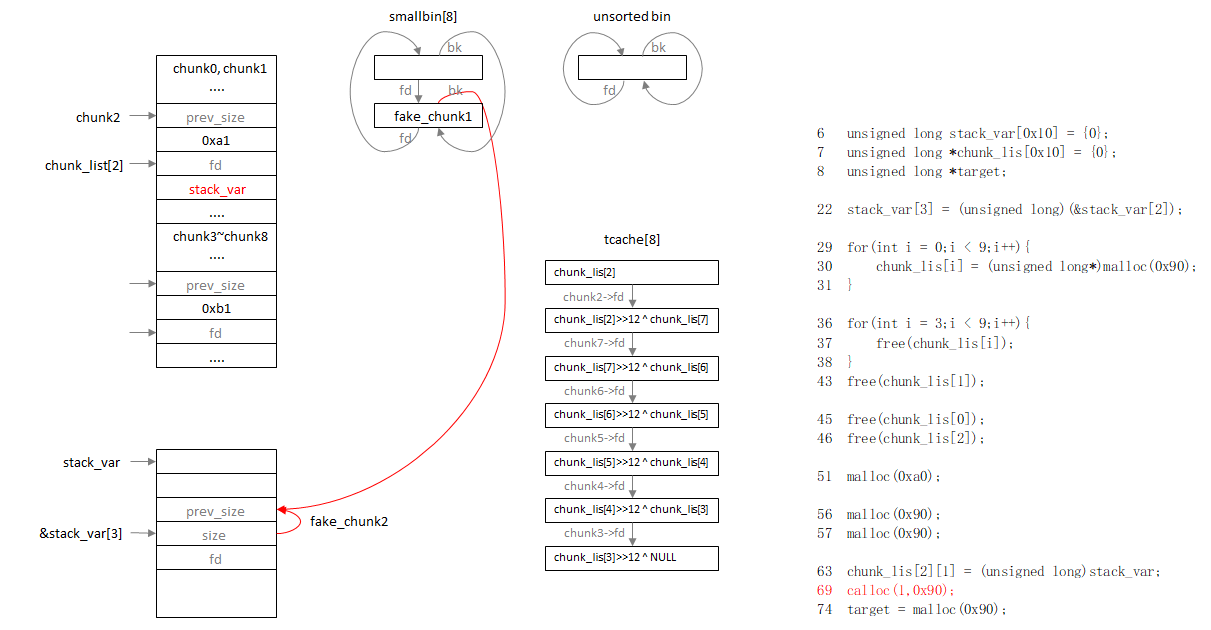 smallbin[8]
unsorted bin
bk
fd
bk
fake_chunk1
fd
bk
fd
chunk0, chunk1
....
chunk2
prev_size
0xa1
chunk_list[2]
fd
stack_var
....
chunk3~chunk8
....
prev_size
0xb1
fd
....
stack_var
prev_size
fake_chunk2
&stack_var[3]
size
fd
tcache[8]
chunk_lis[2]
chunk2->fd
chunk_lis[2]>>12 ^ chunk_lis[7]
chunk7->fd
chunk_lis[7]>>12 ^ chunk_lis[6]
chunk6->fd
chunk_lis[6]>>12 ^ chunk_lis[5]
chunk5->fd
chunk_lis[5]>>12 ^ chunk_lis[4]
chunk4->fd
chunk_lis[4]>>12 ^ chunk_lis[3]
chunk3->fd
chunk_lis[3]>>12 ^ NULL
6 unsigned long stack_var[0x10] = {0};
7 unsigned long *chunk_lis[0x10] = {0};
8 unsigned long *target;
22 stack_var[3] = (unsigned long)(&stack_var[2]);
29 for(int i = 0;i < 9;i++){
30 chunk_lis[i] = (unsigned long*)malloc(0x90);
31 }
36 for(int i = 3;i < 9;i++){
37 free(chunk_lis[i]);
38 }
43 free(chunk_lis[1]);
45 free(chunk_lis[0]);
46 free(chunk_lis[2]);
51 malloc(0xa0);
56 malloc(0x90);
57 malloc(0x90);
63 chunk_lis[2][1] = (unsigned long)stack_var;
69 calloc(1,0x90);
74 target = malloc(0x90);